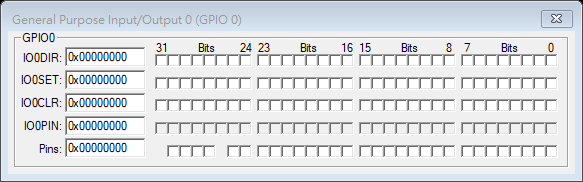 General Purpose Input/Output 0 (GPIO 0)
GPIO0
31 Bits 24 23 Bits 16 15 Bits 8 7 Bits 0
IO0DIR: 0x00000000
IO0SET: 0x00000000
IO0CLR: 0x00000000
IO0PIN: 0x00000000
Pins: 0x00000000